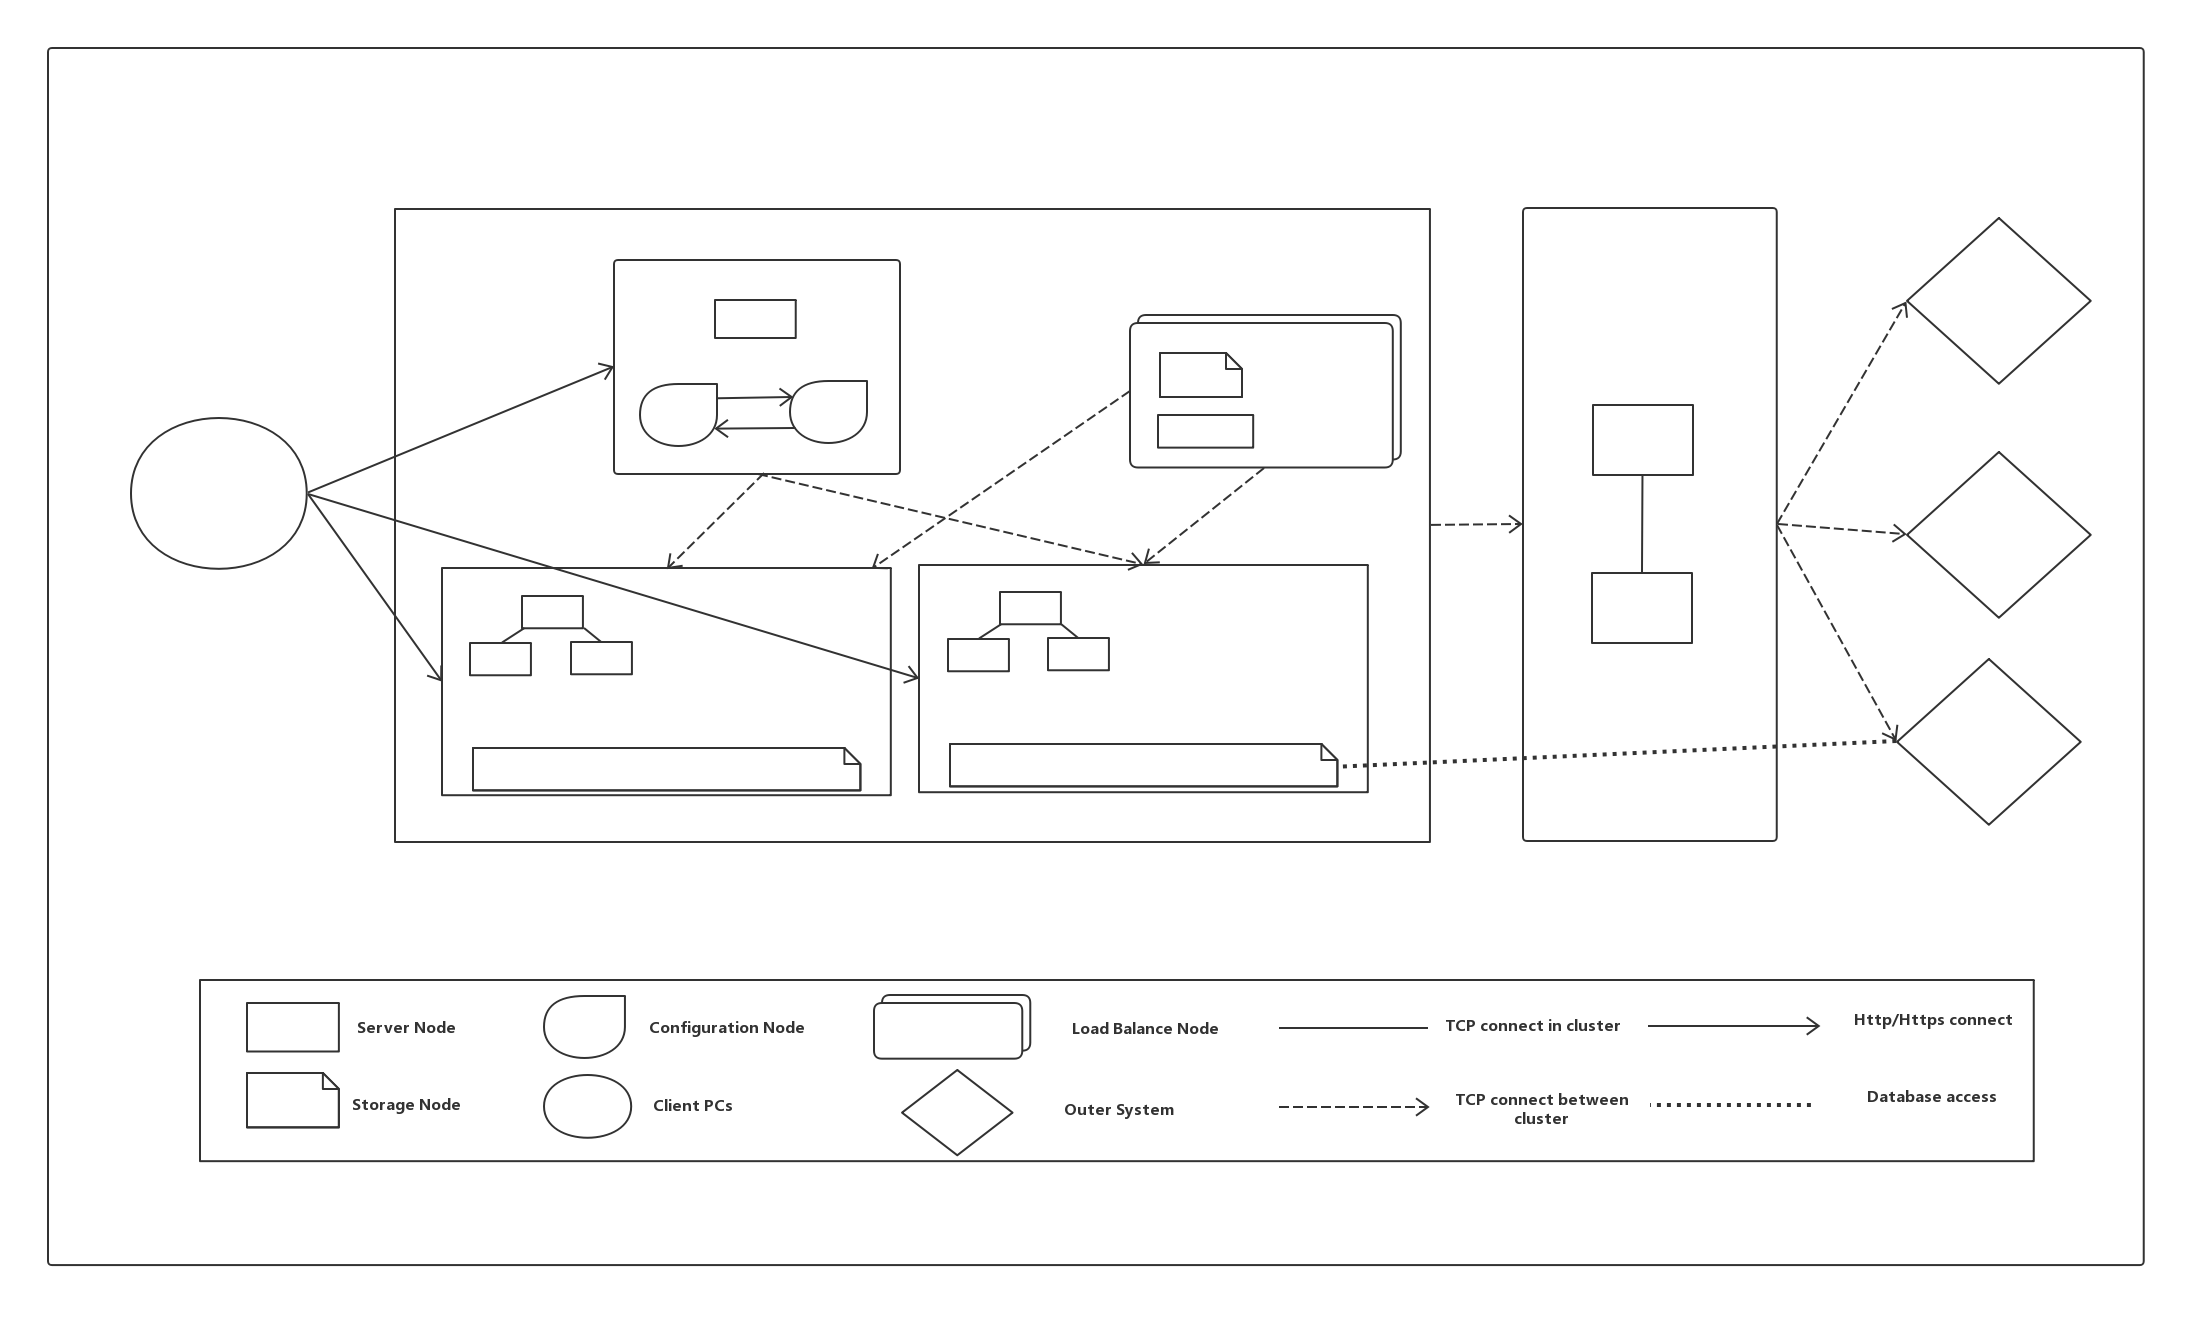 Server Node
Configuration Node
Load Balance Node
TCP connect in cluster
Http/Https connect
Storage Node
Client PCs
Outer System
TCP connect between
cluster
Database access